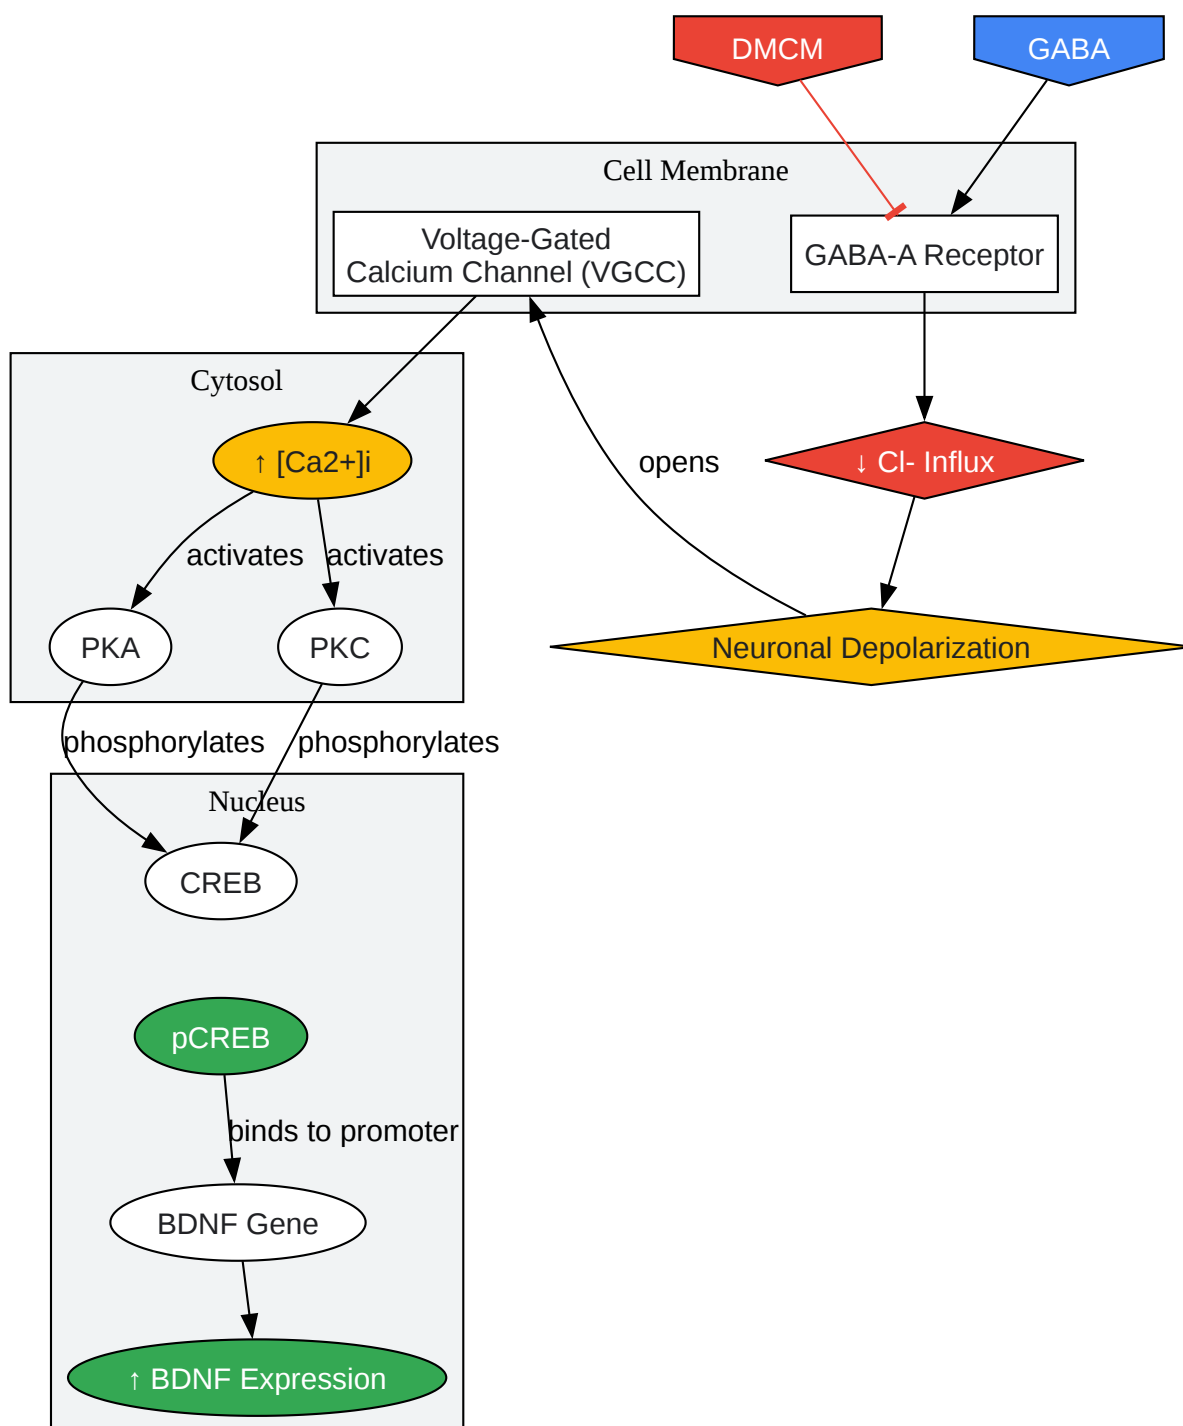 DMCM
GABA
Cell Membrane
Voltage-Gated
Calcium Channel (VGCC)
GABA-A Receptor
Cytosol
↑ [Ca2+]i
opens
↓ Cl- Influx
activates
activates
PKA
PKC
Neuronal Depolarization
phosphorylates
phosphorylates
Nucleus
CREB
pCREB
binds to promoter
BDNF Gene
↑ BDNF Expression